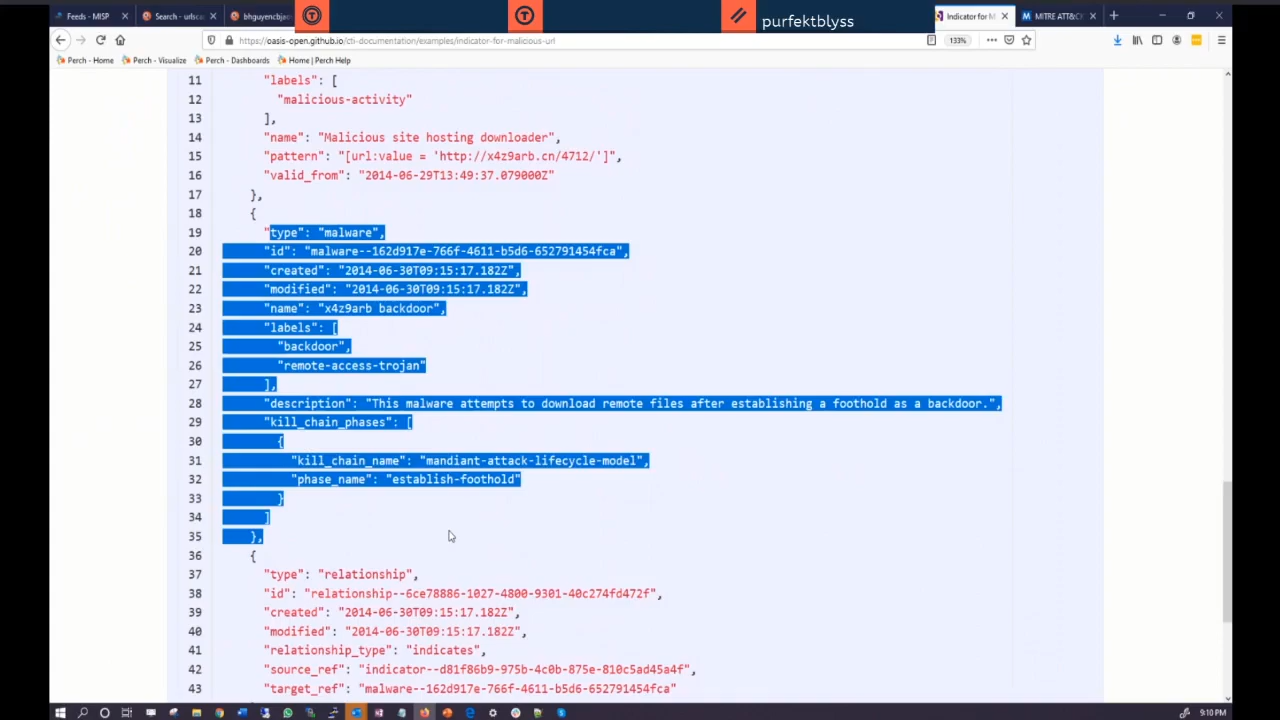 Feeds - MISP
Search - urlsca
bhguyencbjac
purfektblyss
Indicator for M
MITRE ATT&C
https://oasis-open.github.io/cti-documentation/examples/indicator-for-malicious-url
133%
Perch - Home
Perch - Visualize
Perch - Dashboards
Home | Perch Help
11 "labels": [
12 "malicious-activity"
13 ],
14 "name": "Malicious site hosting downloader",
15 "pattern": "[url:value = 'http://x4z9arb.cn/4712/']",
16 "valid_from": "2014-06-29T13:49:37.079000Z"
17 },
18 {
19 "type": "malware",
20 "id": "malware--162d917e-766f-4611-b5d6-652791454fca",
21 "created": "2014-06-30T09:15:17.182Z",
22 "modified": "2014-06-30T09:15:17.182Z",
23 "name": "x4z9arb backdoor",
24 "labels": [
25 "backdoor",
26 "remote-access-trojan"
27 ],
28 "description": "This malware attempts to download remote files after establishing a foothold as a backdoor.",
29 "kill_chain_phases": [
30 {
31 "kill_chain_name": "mandiant-attack-lifecycle-model",
32 "phase_name": "establish-foothold"
33 }
34 ]
35 },
36 {
37 "type": "relationship",
38 "id": "relationship--6ce78886-1027-4800-9301-40c274fd472f",
39 "created": "2014-06-30T09:15:17.182Z",
40 "modified": "2014-06-30T09:15:17.182Z",
41 "relationship_type": "indicates",
42 "source_ref": "indicator--d81f86b9-975b-4c0b-875e-810c5ad45a4f",
43 "target_ref": "malware--162d917e-766f-4611-b5d6-652791454fca"
9:10 PM